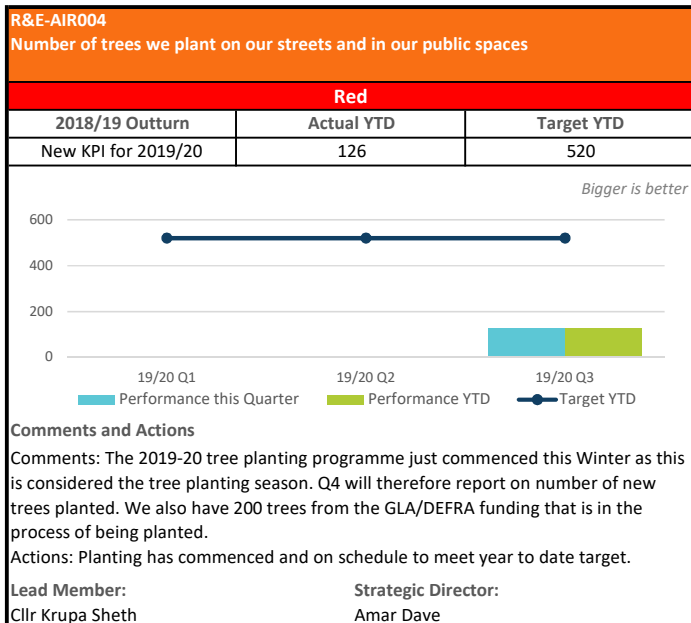 R&E-AIR004
Number of trees we plant on our streets and in our public spaces
Red
2018/19 Outturn Actual YTD Target YTD
New KPI for 2019/20 126 520
Bigger is better
600
400
200
0
19/20 Q1 19/20 Q2 19/20 Q3
Performance this Quarter Performance YTD Target YTD
Comments and Actions
Comments: The 2019-20 tree planting programme just commenced this Winter as this
is considered the tree planting season. Q4 will therefore report on number of new
trees planted. We also have 200 trees from the GLA/DEFRA funding that is in the
process of being planted.
Actions: Planting has commenced and on schedule to meet year to date target.
Lead Member: Strategic Director:
Cllr Krupa Sheth Amar Dave